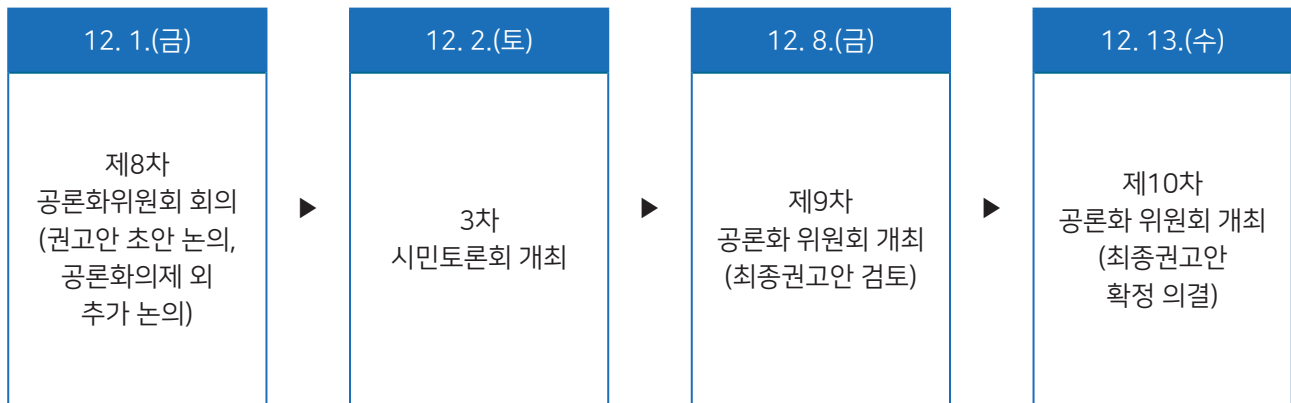 12. 1.(금)
제8차
공론화위원회 회의
(권고안 초안 논의,
공론화의제 외
추가 논의)
▶
12. 2.(토)
3차
시민토론회 개최
▶
12. 8.(금)
제9차
공론화 위원회 개최
(최종권고안 검토)
▶
12. 13.(수)
제10차
공론화 위원회 개최
(최종권고안
확정 의결)